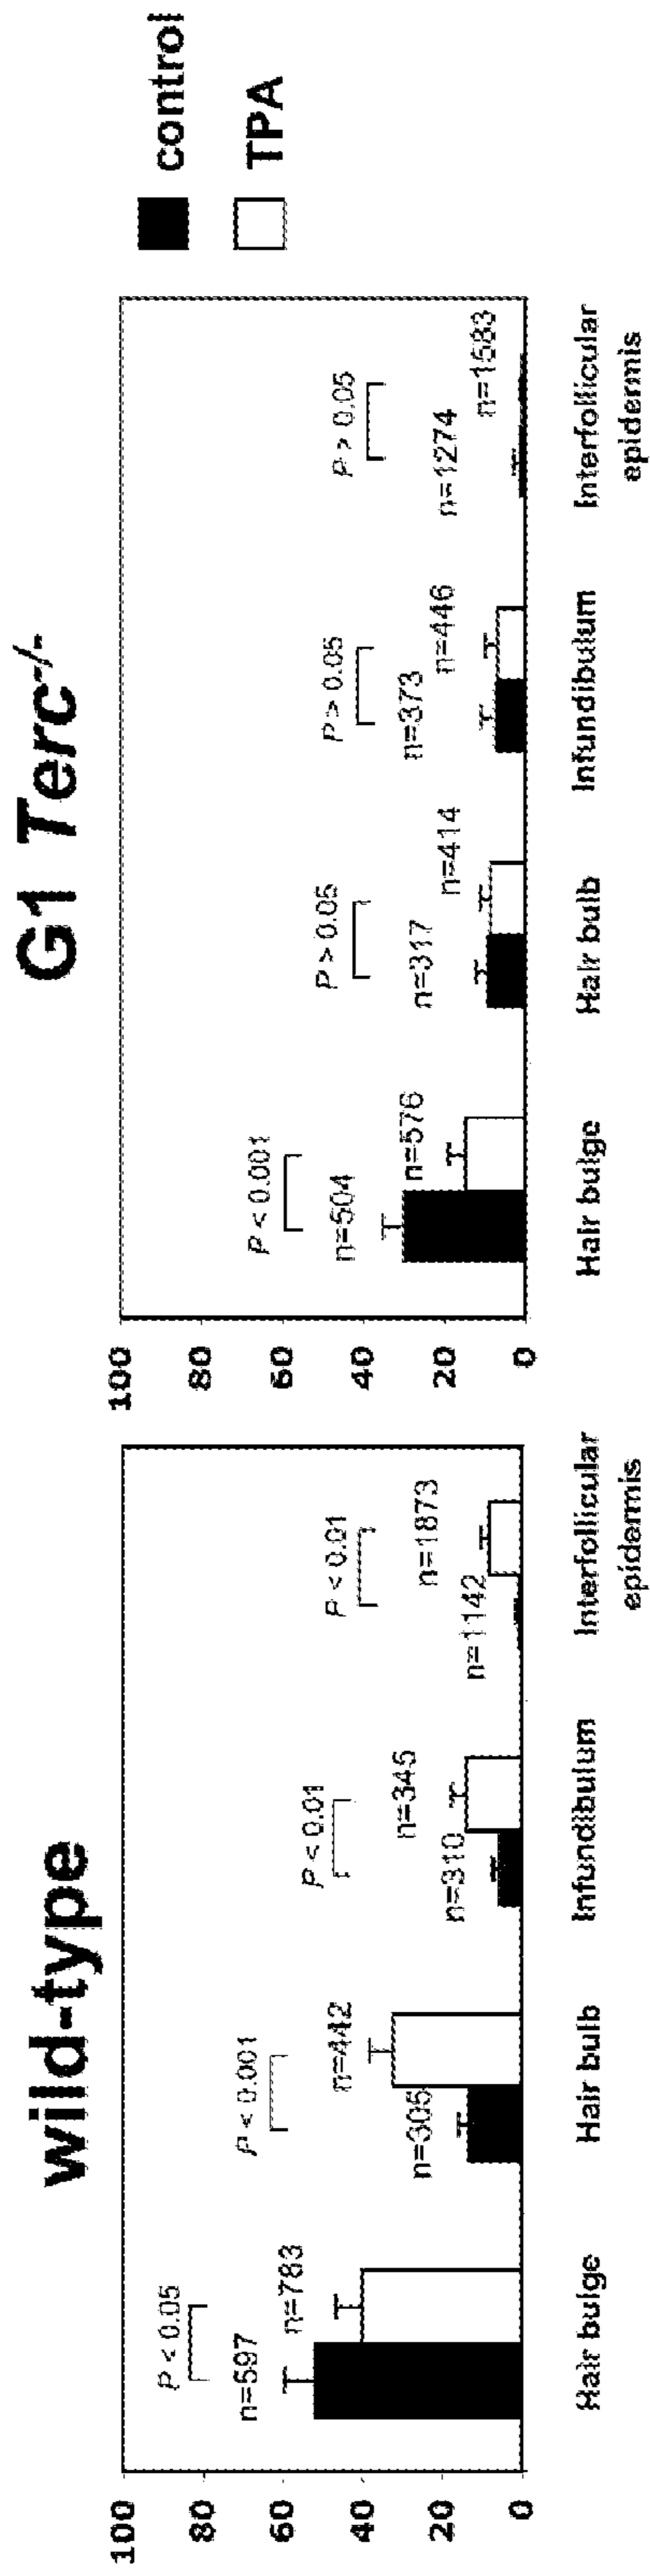 wild-type
100
80
60
40
20
0
P < 0.05
n=597
n=783
P < 0.001
n=305
n=442
P < 0.01
n=310
n=345
P < 0.01
n=1142
n=1873
Hair bulge
Hair bulb
Infundibulum
Interfollicular
epidermis
G1 Terc-/-
100
80
60
40
20
0
P < 0.001
n=504
n=576
P > 0.05
n=317
n=414
P > 0.05
n=373
n=446
P > 0.05
n=1274
n=1583
Hair bulge
Hair bulb
Infundibulum
Interfollicular
epidermis
control
TPA